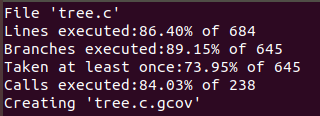 File 'tree.c'
Lines executed:86.40% of 684
Branches executed:89.15% of 645
Taken at least once:73.95% of 645
Calls executed:84.03% of 238
Creating 'tree.c.gcov'